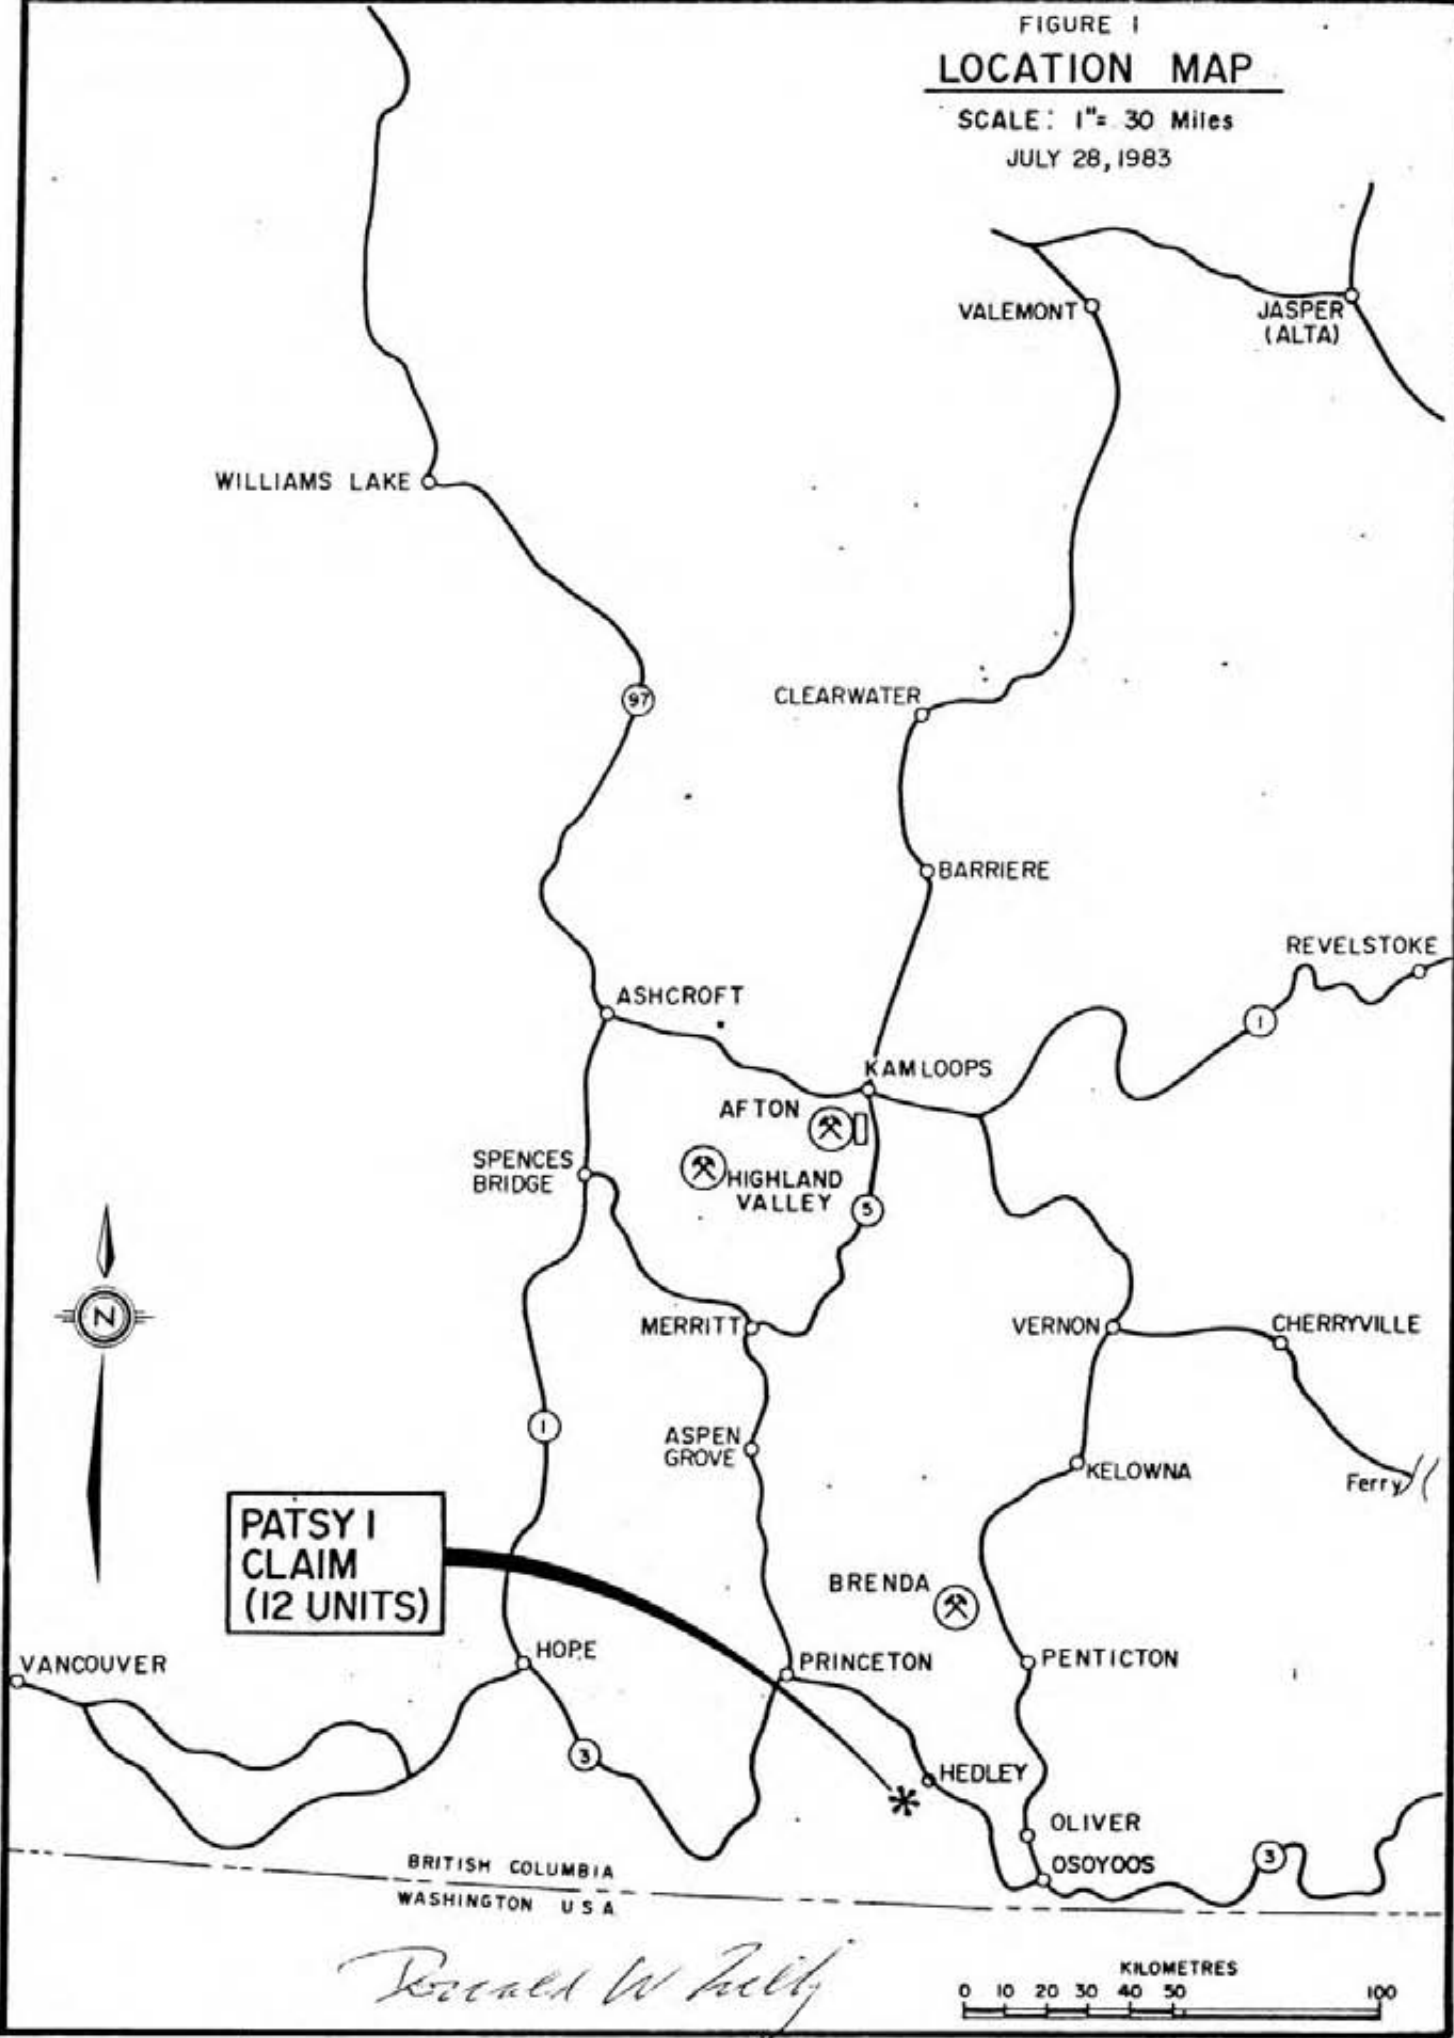 FIGURE 1
LOCATION MAP
SCALE: 1"= 30 Miles
JULY 28, 1983
VALEMONT
JASPER
(ALTA)
WILLIAMS LAKE
97
CLEARWATER
BARRIERE
REVELSTOKE
ASHCROFT
1
KAMLOOPS
AFTON
SPENCES
BRIDGE
HIGHLAND
VALLEY
5
N
MERRITT
VERNON
CHERRYVILLE
1
ASPEN
GROVE
KELOWNA
Ferry
PATSY 1
CLAIM
(12 UNITS)
BRENDA
HOPE
VANCOUVER
PRINCETON
PENTICTON
3
HEDLEY
OLIVER
OSOYOOS
3
BRITISH COLUMBIA
WASHINGTON U S A
Donald W
KILOMETRES
0 10 20 30 40 50 100